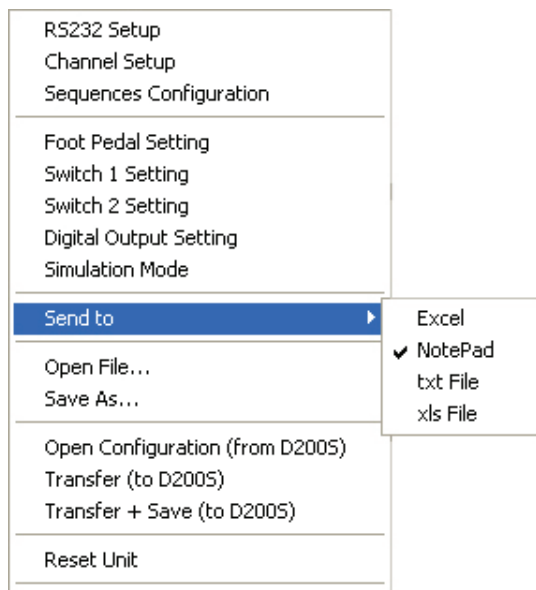 RS232 Setup
Channel Setup
Sequences Configuration
Foot Pedal Setting
Switch 1 Setting
Switch 2 Setting
Digital Output Setting
Simulation Mode
Send to
Excel
NotePad
txt File
xls File
Open File...
Save As...
Open Configuration (from D200S)
Transfer (to D200S)
Transfer + Save (to D200S)
Reset Unit